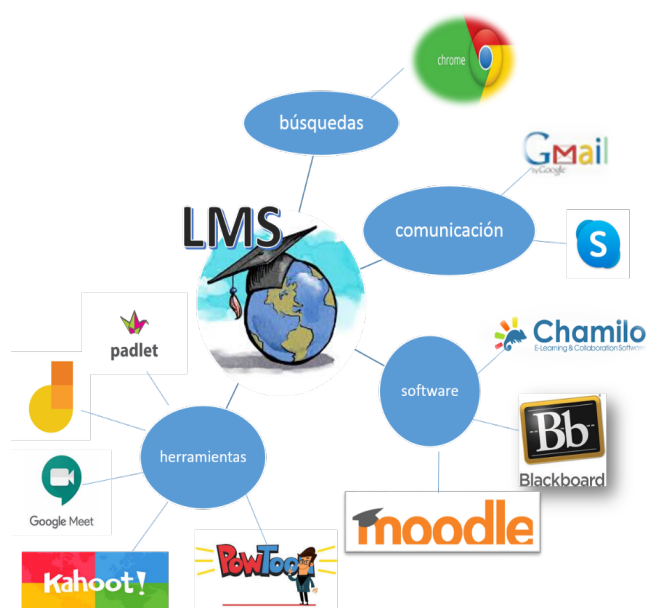 chrome
búsquedas
Gmail
by Google
LMS
comunicación
S
Chamilo
E-Learning & Collaboration Software
padlet
software
Bb
Blackboard
herramientas
Google Meet
moodle
PowToon
Kahoot!